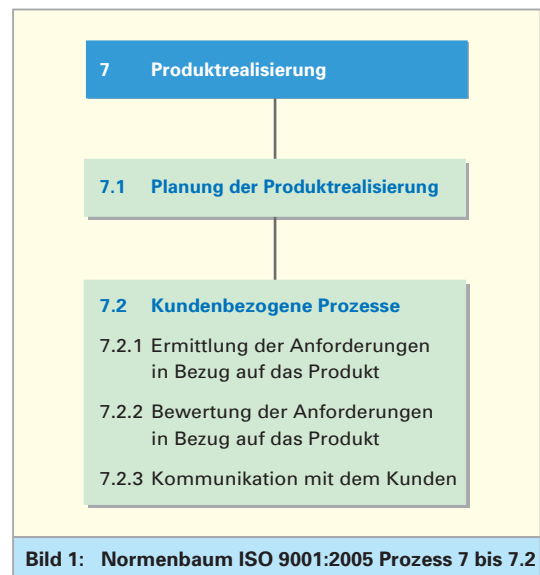 7 Produktrealisierung
7.1 Planung der Produktrealisierung
7.2 Kundenbezogene Prozesse
7.2.1 Ermittlung der Anforderungen
in Bezug auf das Produkt
7.2.2 Bewertung der Anforderungen
in Bezug auf das Produkt
7.2.3 Kommunikation mit dem Kunden
Bild 1: Normenbaum ISO 9001:2005 Prozess 7 bis 7.2